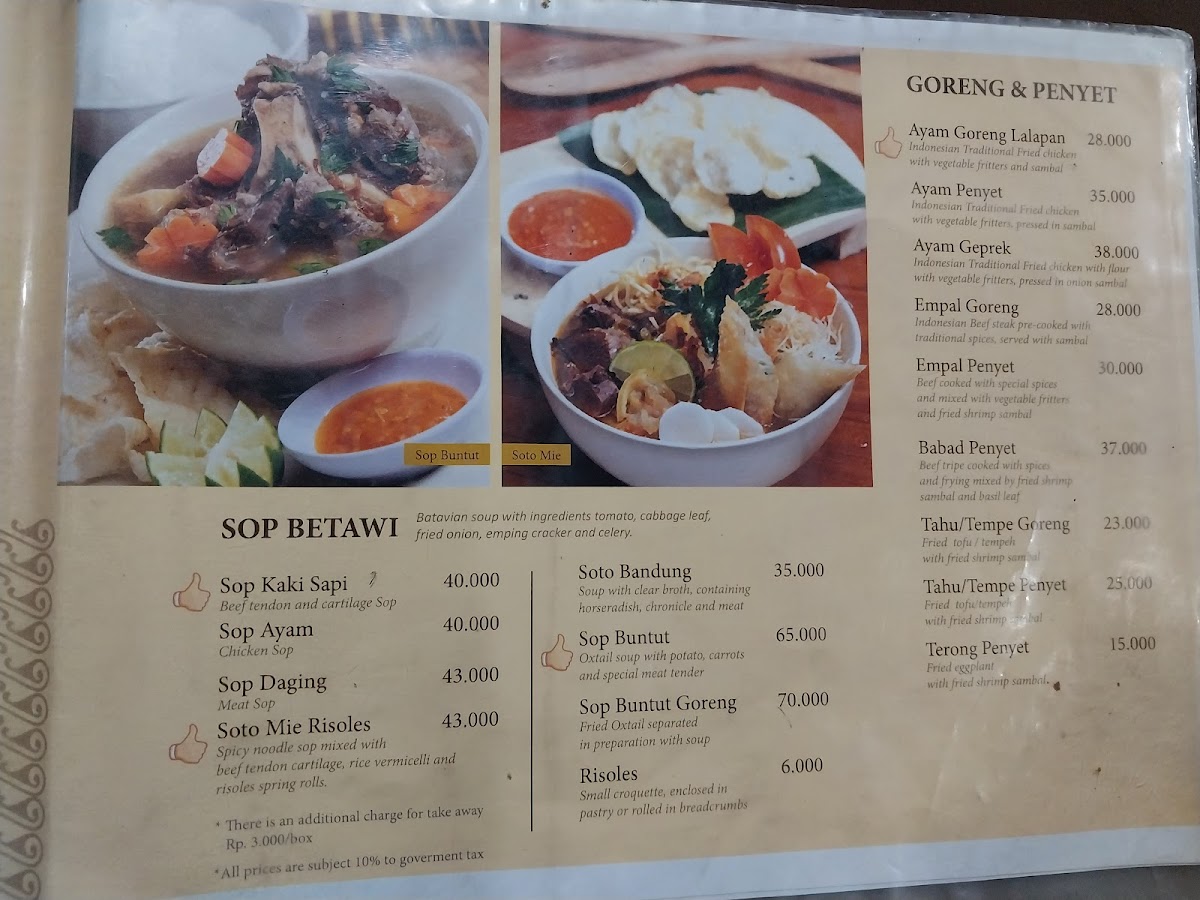 Sop Buntut
Soto Mie
SOP BETAWI
Batavian soup with ingredients tomato, cabbage leaf,
fried onion, emping cracker and celery.
Sop Kaki Sapi 40.000
Beef tendon and cartilage Sop
Sop Ayam 40.000
Chicken Sop
Sop Daging 43.000
Meat Sop
Soto Mie Risoles 43.000
Spicy noodle sop mixed with
beef tendon cartilage, rice vermicelli and
risoles spring rolls.
* There is an additional charge for take away
Rp. 3.000/box
*All prices are subject 10% to goverment tax
Soto Bandung 35.000
Soup with clear broth, containing
horseradish, chronicle and meat
Sop Buntut 65.000
Oxtail soup with potato, carrots
and special meat tender
Sop Buntut Goreng 70.000
Fried Oxtail separated
in preparation with soup
Risoles 6.000
Small croquette, enclosed in
pastry or rolled in breadcrumbs
GORENG & PENYET
Ayam Goreng Lalapan 28.000
Indonesian Traditional Fried chicken
with vegetable fritters and sambal
Ayam Penyet 35.000
Indonesian Traditional Fried chicken
with vegetable fritters, pressed in sambal
Ayam Geprek 38.000
Indonesian Traditional Fried chicken with flour
with vegetable fritters, pressed in onion sambal
Empal Goreng 28.000
Indonesian Beef steak pre-cooked with
traditional spices, served with sambal
Empal Penyet 30.000
Beef cooked with special spices
and mixed with vegetable fritters
and fried shrimp sambal
Babad Penyet 37.000
Beef tripe cooked with spices
and frying mixed by fried shrimp
sambal and basil leaf
Tahu/Tempe Goreng 23.000
Fried tofu / tempeh
with fried shrimp sambal
Tahu/Tempe Penyet 25.000
Fried tofu/tempeh
with fried shrimp sambal
Terong Penyet 15.000
Fried eggplant
with fried shrimp sambal.